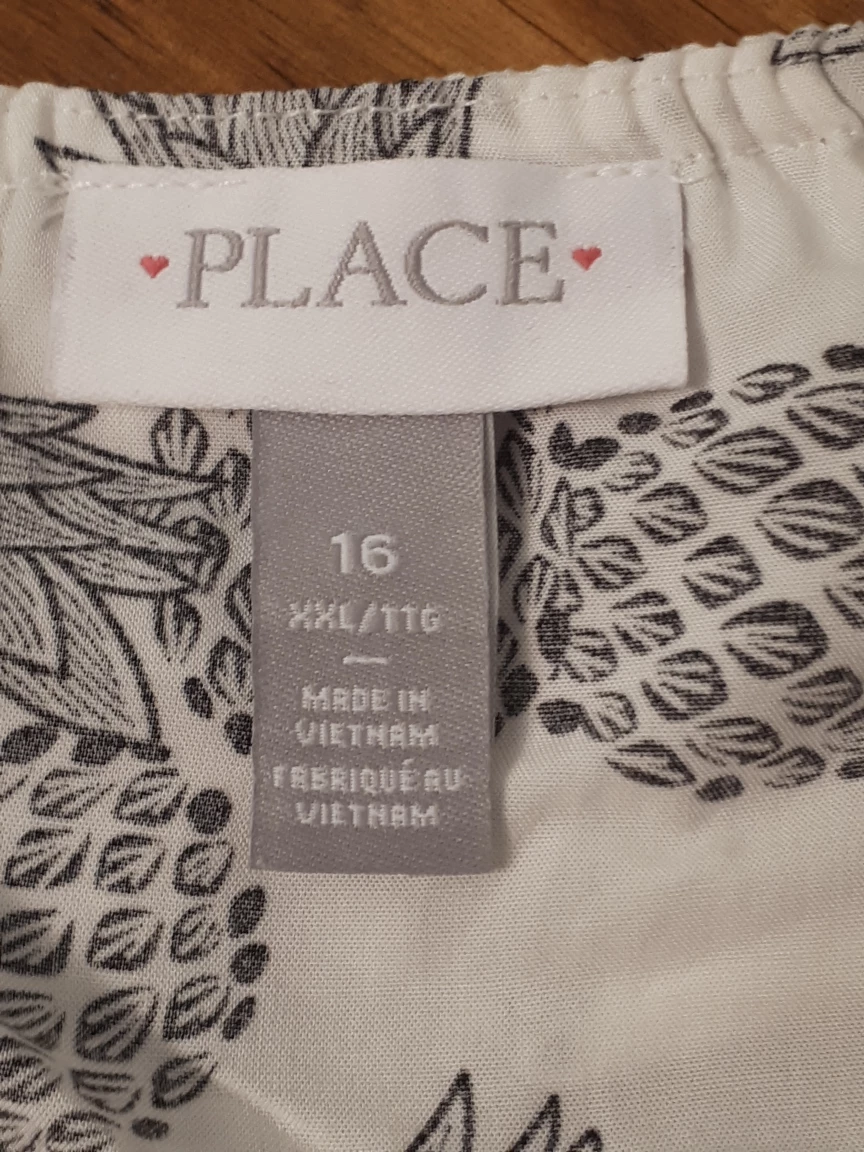 PLACE
16
XXL/TTG
MADE IN
VIETNAM
FABRIQUÉ AU
VIETNAM